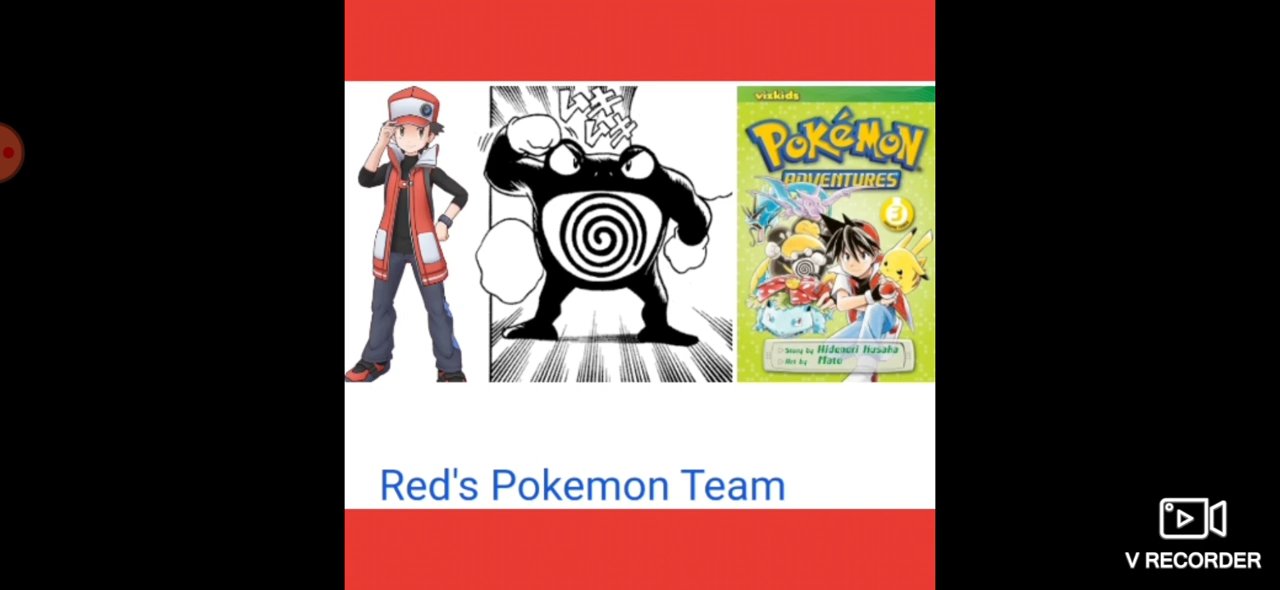 ムキ
ムキ
vizkids
POKéMON
ADVENTURES
3
Story by Hidenori Kusaka
Art by Mato
Red's Pokemon Team
V RECORDER